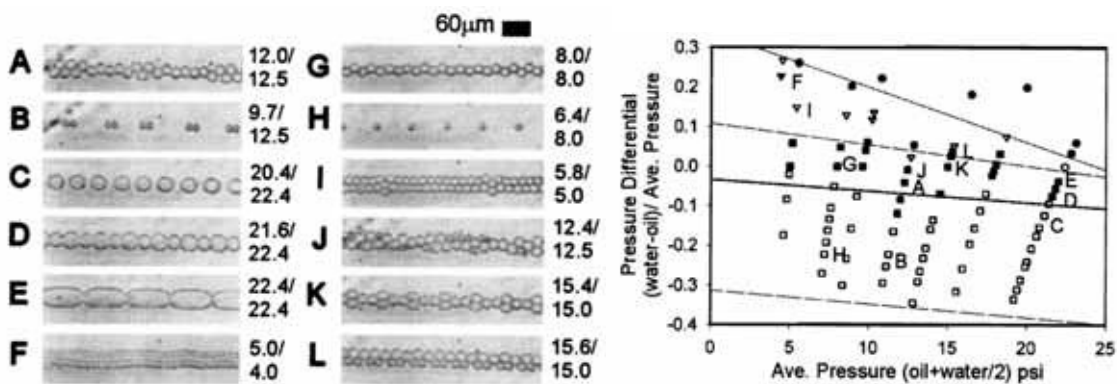 60μm
A 12.0/
12.5
B 9.7/
12.5
C 20.4/
22.4
D 21.6/
22.4
E 22.4/
22.4
F 5.0/
4.0
G 8.0/
8.0
H 6.4/
8.0
I 5.8/
5.0
J 12.4/
12.5
K 15.4/
15.0
L 15.6/
15.0
Pressure Differential
(water-oil)/ Ave. Pressure
0.3
0.2
0.1
0.0
-0.1
-0.2
-0.3
-0.4
F
I
L
G
J
K
A
E
D
C
H
B
0 5 10 15 20 25
Ave. Pressure (oil+water/2) psi